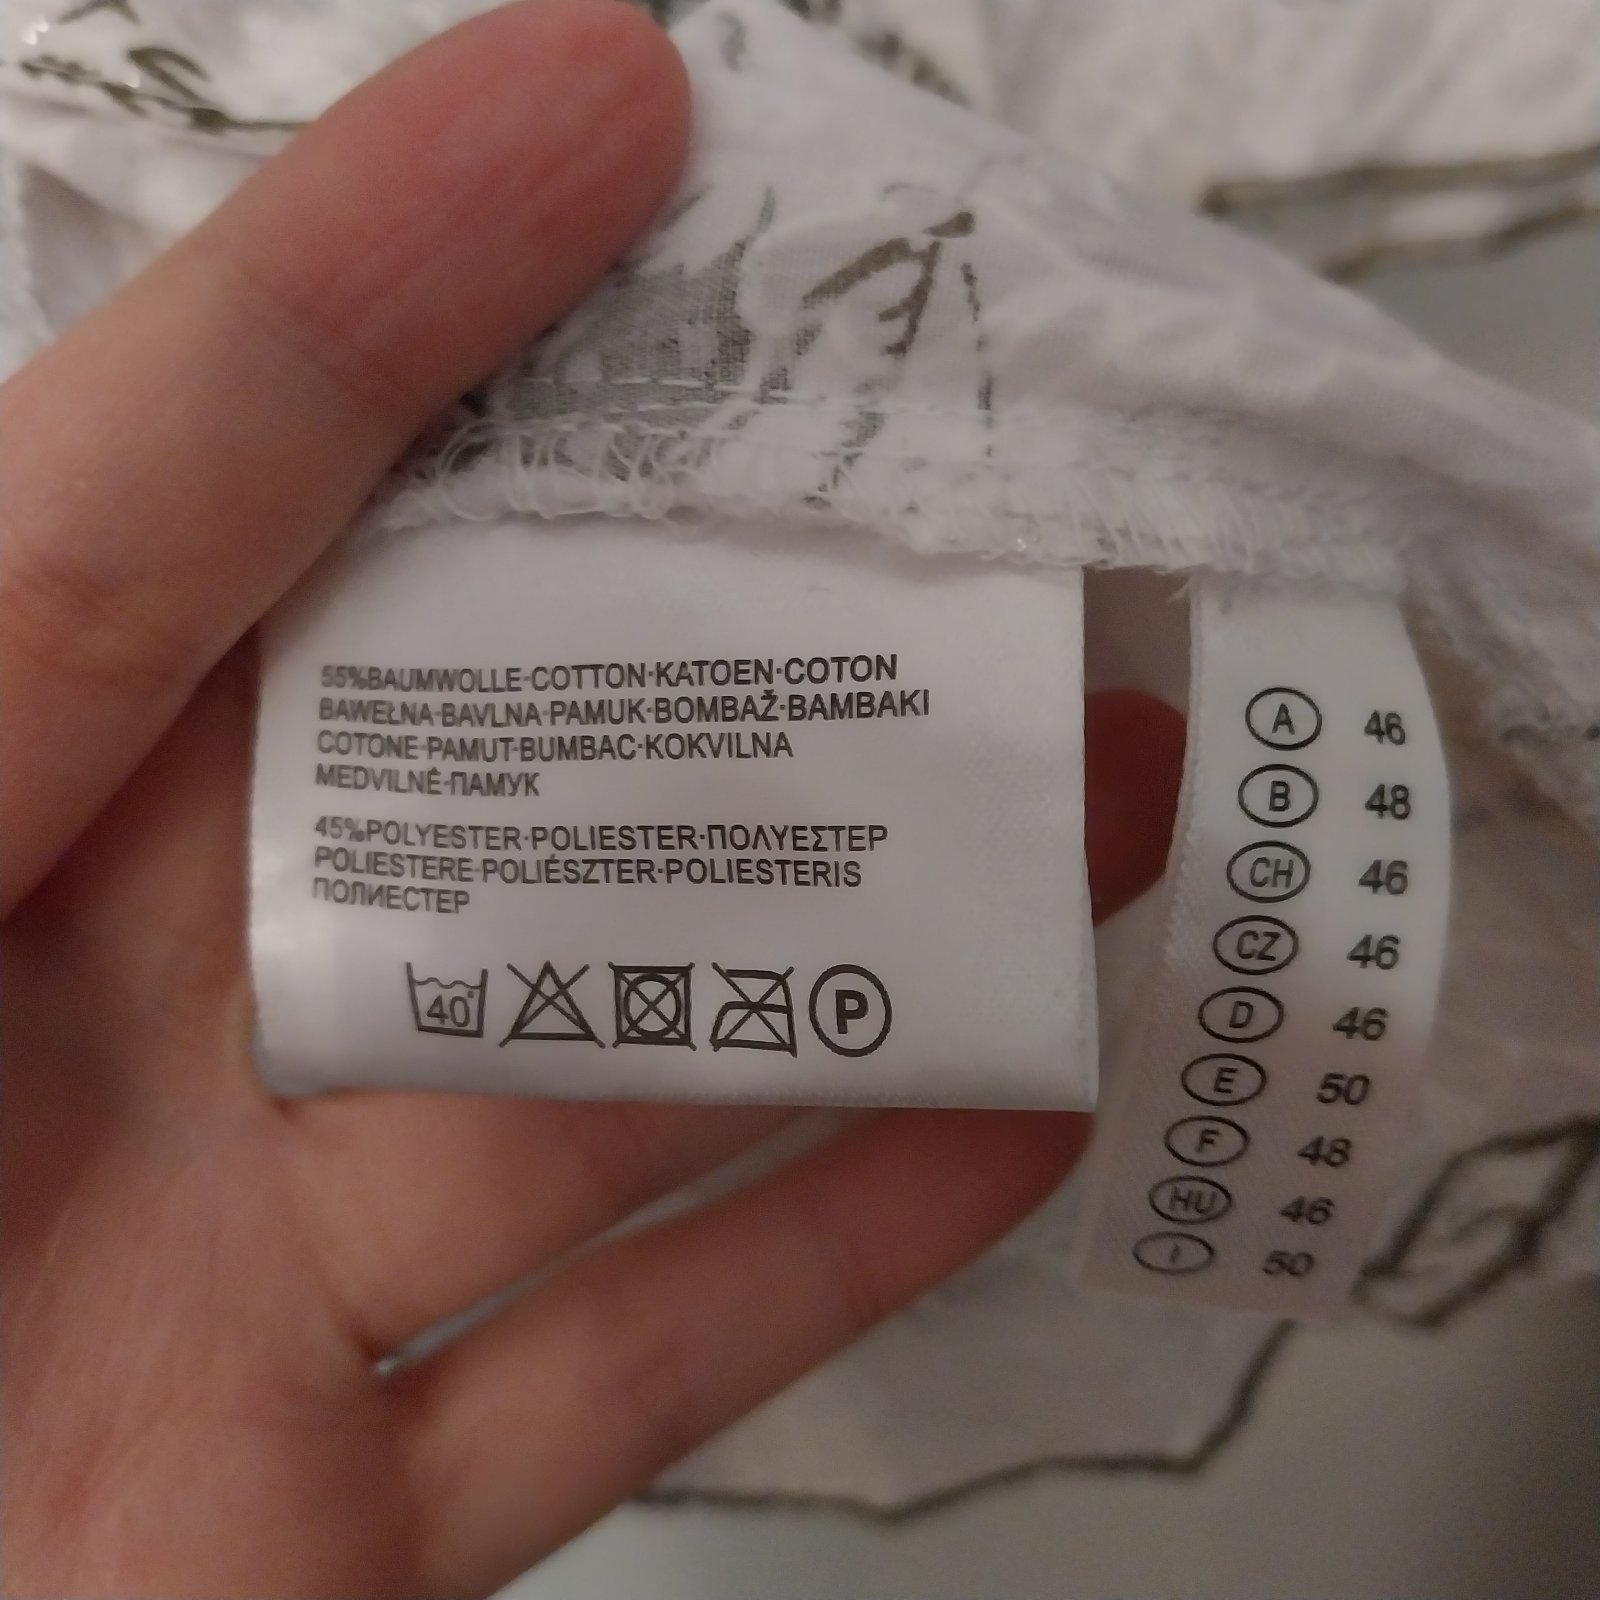 55%BAUMWOLLE·COTTON·KATOEN·COTON
BAWEŁNA·BAVLNA·PAMUK·BOMBAŽ·BAMBAKI
COTONE·PAMUT·BUMBAC·KOKVILNA
MEDVILNĖ·ПАМУК
45%POLYESTER·POLIESTER·ΠΟΛΥΕΣΤΕΡ
POLIESTERE·POLIÉSZTER·POLIESTERIS
ПОЛИЕСТЕР
40° P
A 46
B 48
CH 46
CZ 46
D 46
E 50
F 48
HU 46
I 50